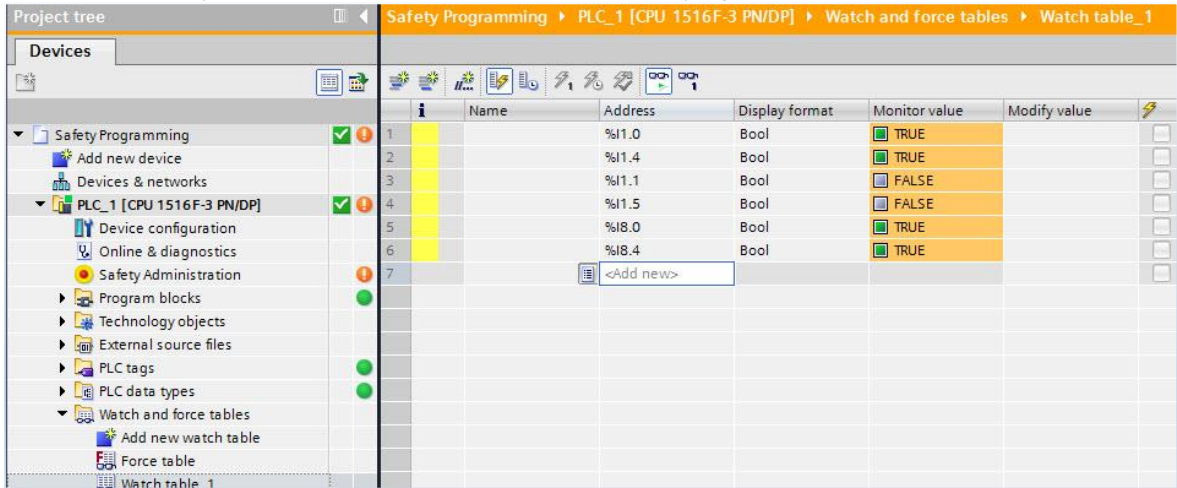 Project tree
Safety Programming ▸ PLC_1 [CPU 1516F-3 PN/DP] ▸ Watch and force tables ▸ Watch table_1
Devices
i Name Address Display format Monitor value Modify value
1 %I1.0 Bool TRUE
2 %I1.4 Bool TRUE
3 %I1.1 Bool FALSE
4 %I1.5 Bool FALSE
5 %I8.0 Bool TRUE
6 %I8.4 Bool TRUE
7 <Add new>
Safety Programming
Add new device
Devices & networks
PLC_1 [CPU 1516F-3 PN/DP]
Device configuration
Online & diagnostics
Safety Administration
Program blocks
Technology objects
External source files
PLC tags
PLC data types
Watch and force tables
Add new watch table
Force table
Watch table_1